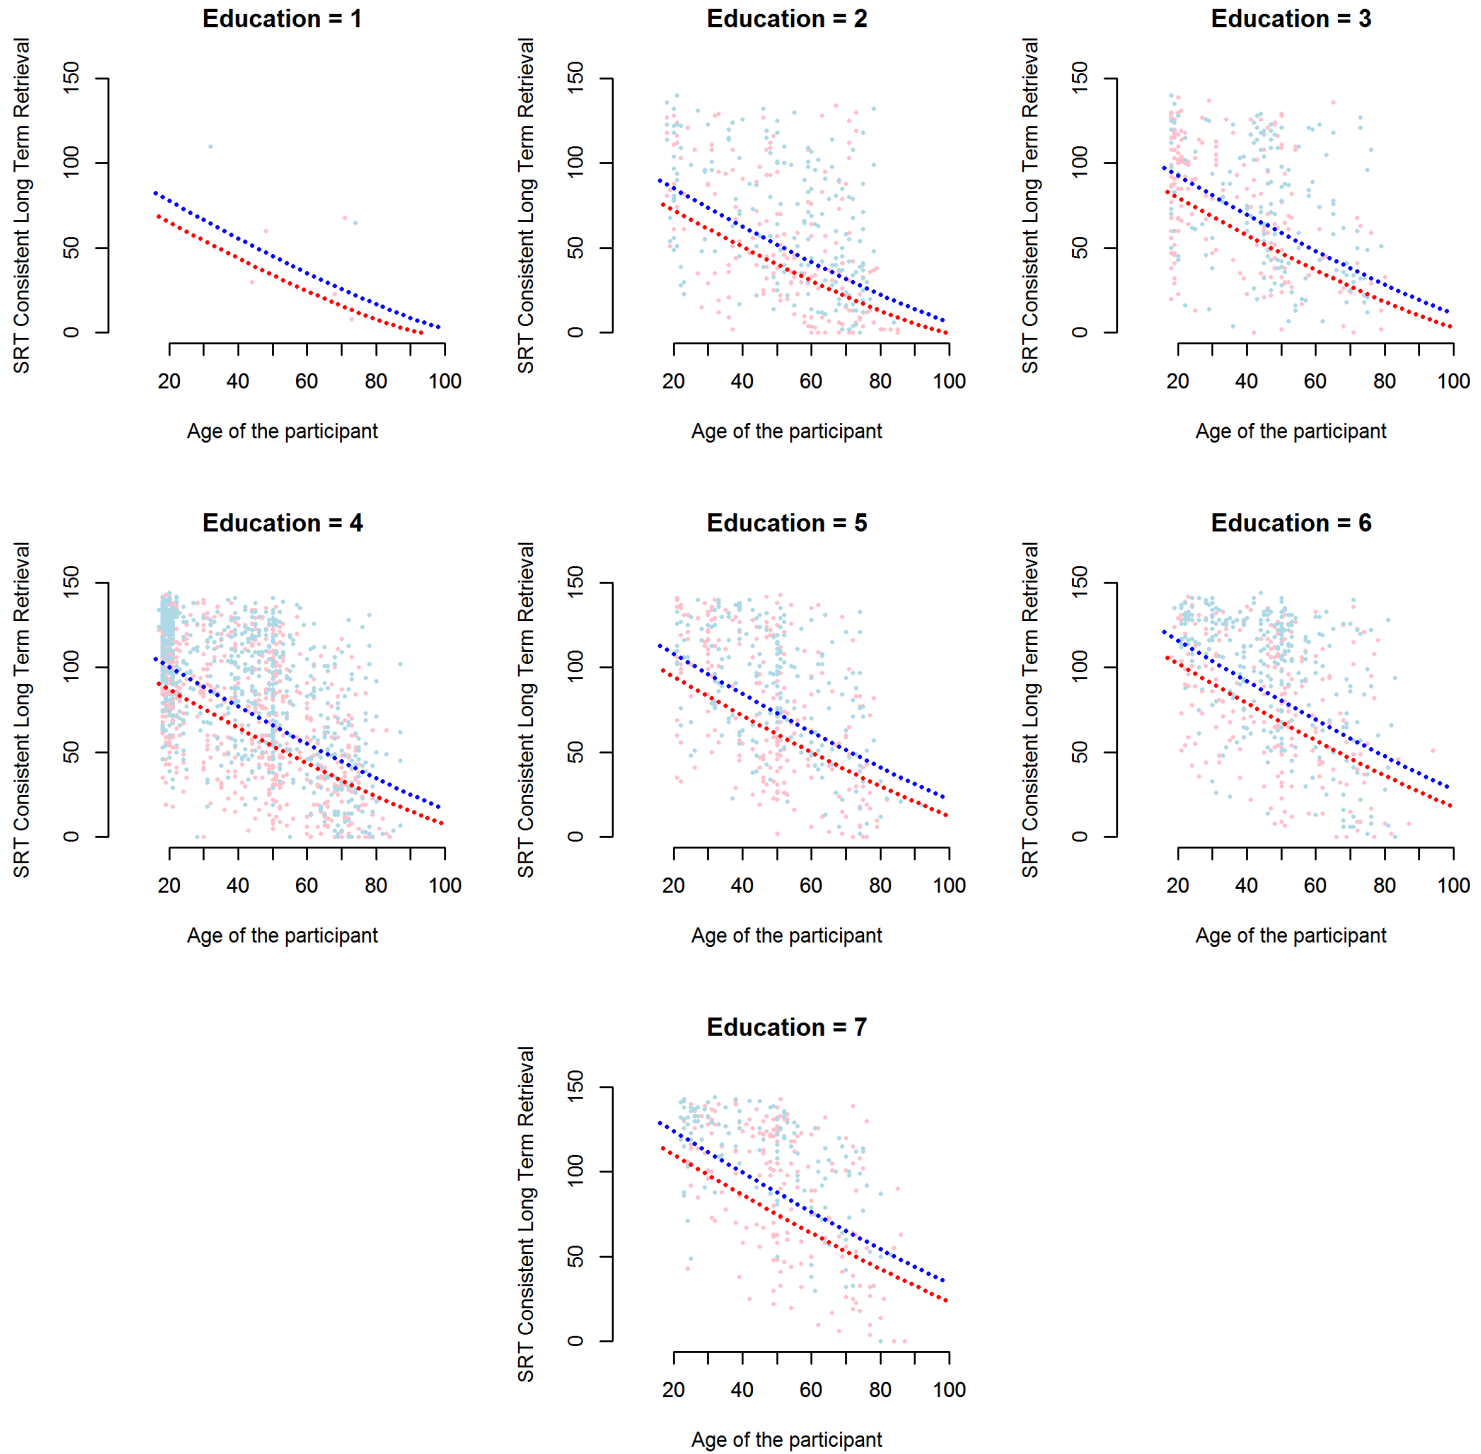 Education = 1
SRT Consistent Long Term Retrieval
150
100
50
0
20 40 60 80 100
Age of the participant
Education = 2
SRT Consistent Long Term Retrieval
150
100
50
0
20 40 60 80 100
Age of the participant
Education = 3
SRT Consistent Long Term Retrieval
150
100
50
0
20 40 60 80 100
Age of the participant
Education = 4
SRT Consistent Long Term Retrieval
150
100
50
0
20 40 60 80 100
Age of the participant
Education = 5
SRT Consistent Long Term Retrieval
150
100
50
0
20 40 60 80 100
Age of the participant
Education = 6
SRT Consistent Long Term Retrieval
150
100
50
0
20 40 60 80 100
Age of the participant
Education = 7
SRT Consistent Long Term Retrieval
150
100
50
0
20 40 60 80 100
Age of the participant